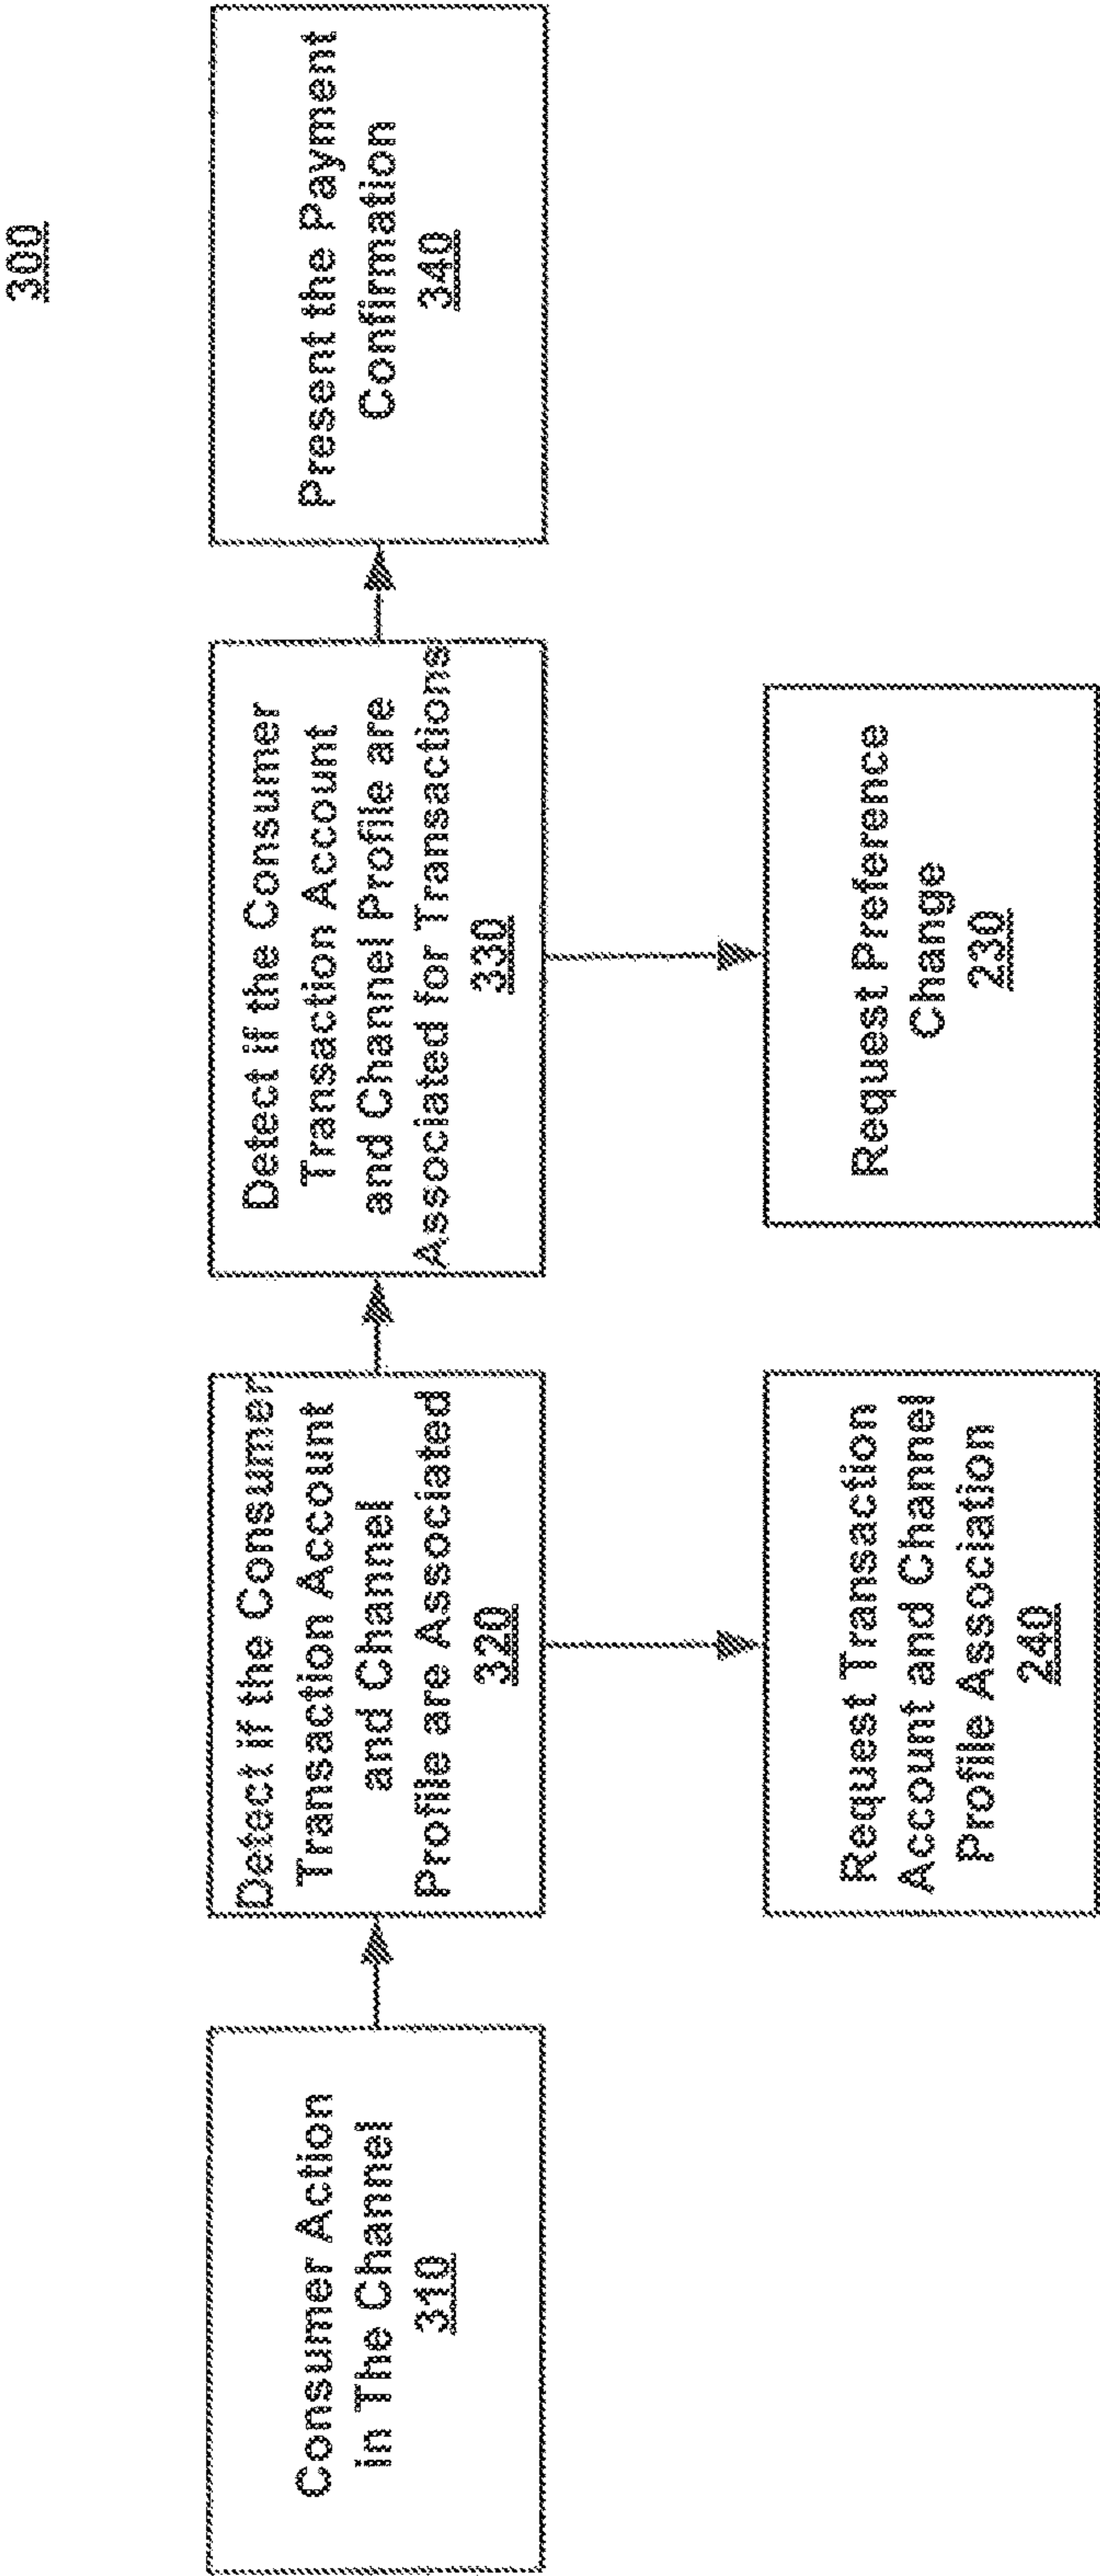 300
Consumer Action
in The Channel
310
Detect if the Consumer
Transaction Account
and Channel
Profile are Associated
320
Detect if the Consumer
Transaction Account
and Channel Profile are
Associated for Transactions
330
Present the Payment
Confirmation
340
Request Transaction
Account and Channel
Profile Association
240
Request Preference
Change
230